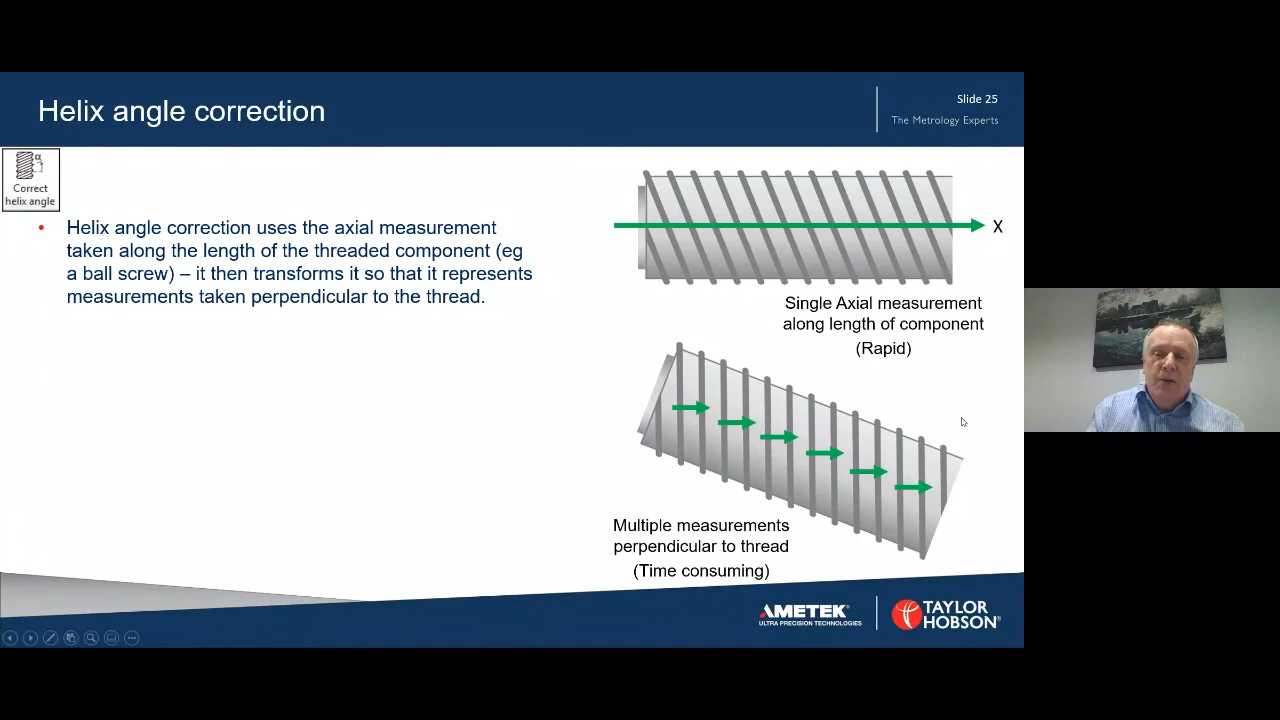 Helix angle correction
Slide 25
The Metrology Experts
α
Correct
helix angle
• Helix angle correction uses the axial measurement
taken along the length of the threaded component (eg
a ball screw) – it then transforms it so that it represents
measurements taken perpendicular to the thread.
X
Single Axial measurement
along length of component
(Rapid)
Multiple measurements
perpendicular to thread
(Time consuming)
AMETEK®
ULTRA PRECISION TECHNOLOGIES
TAYLOR
HOBSON®